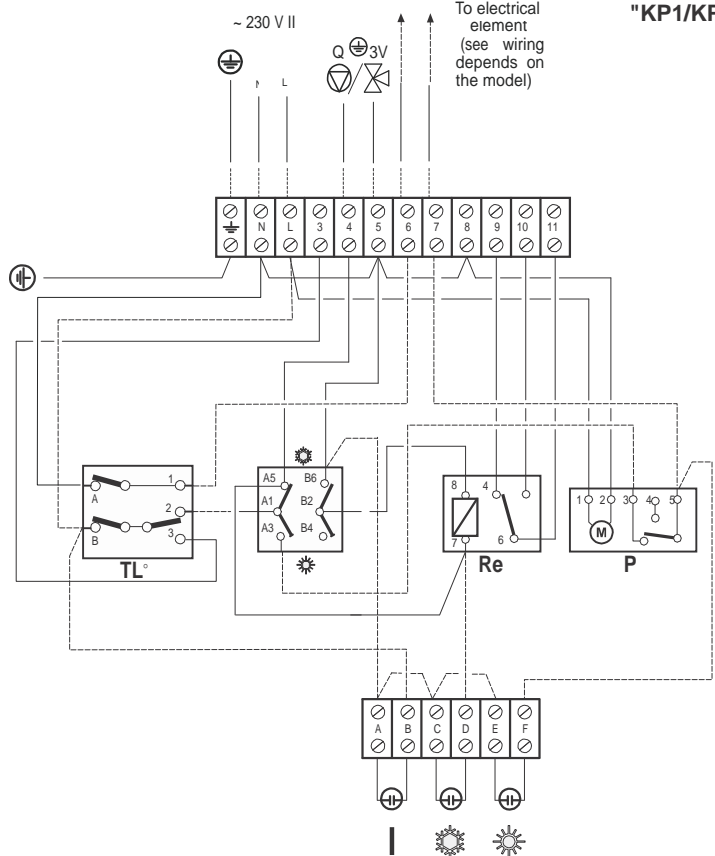 To electrical
element
(see wiring
depends on
the model)
"KP1/KP
~ 230 V II
Q 3V
L
N L 3 4 5 6 7 8 9 10 11
A5 B6
A1 B2
A3 B4
A 1
2
B 3
TL°
8 4
7 6
Re
1 2 3 4 5
M
P
A B C D E F
I